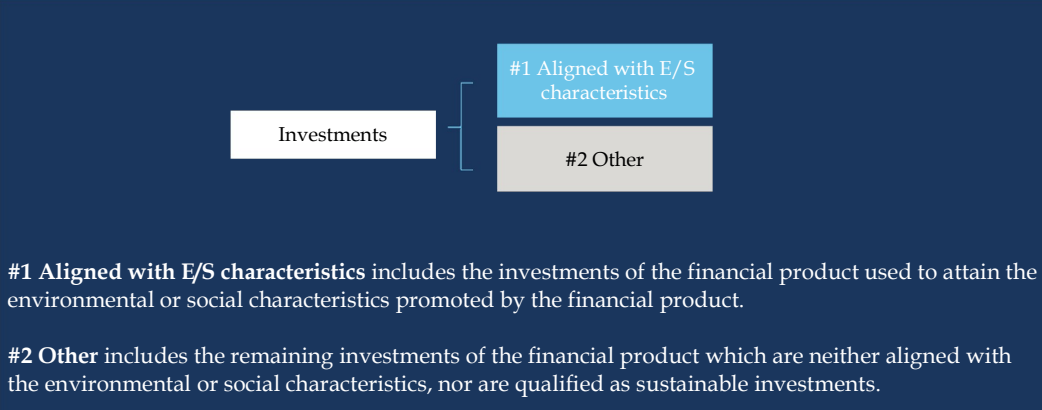 #1 Aligned with E/S
characteristics
Investments
#2 Other
#1 Aligned with E/S characteristics includes the investments of the financial product used to attain the
environmental or social characteristics promoted by the financial product.
#2 Other includes the remaining investments of the financial product which are neither aligned with
the environmental or social characteristics, nor are qualified as sustainable investments.